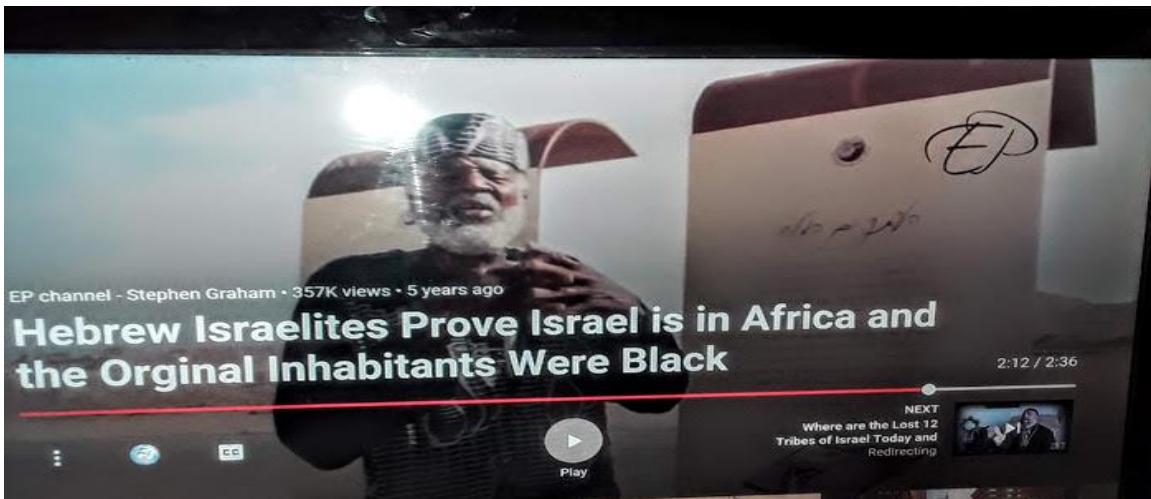 EP
EP channel - Stephen Graham • 357K views • 5 years ago
Hebrew Israelites Prove Israel is in Africa and
the Orginal Inhabitants Were Black
2:12 / 2:36
NEXT
Where are the Lost 12
Tribes of Israel Today and
Redirecting
CC
Play